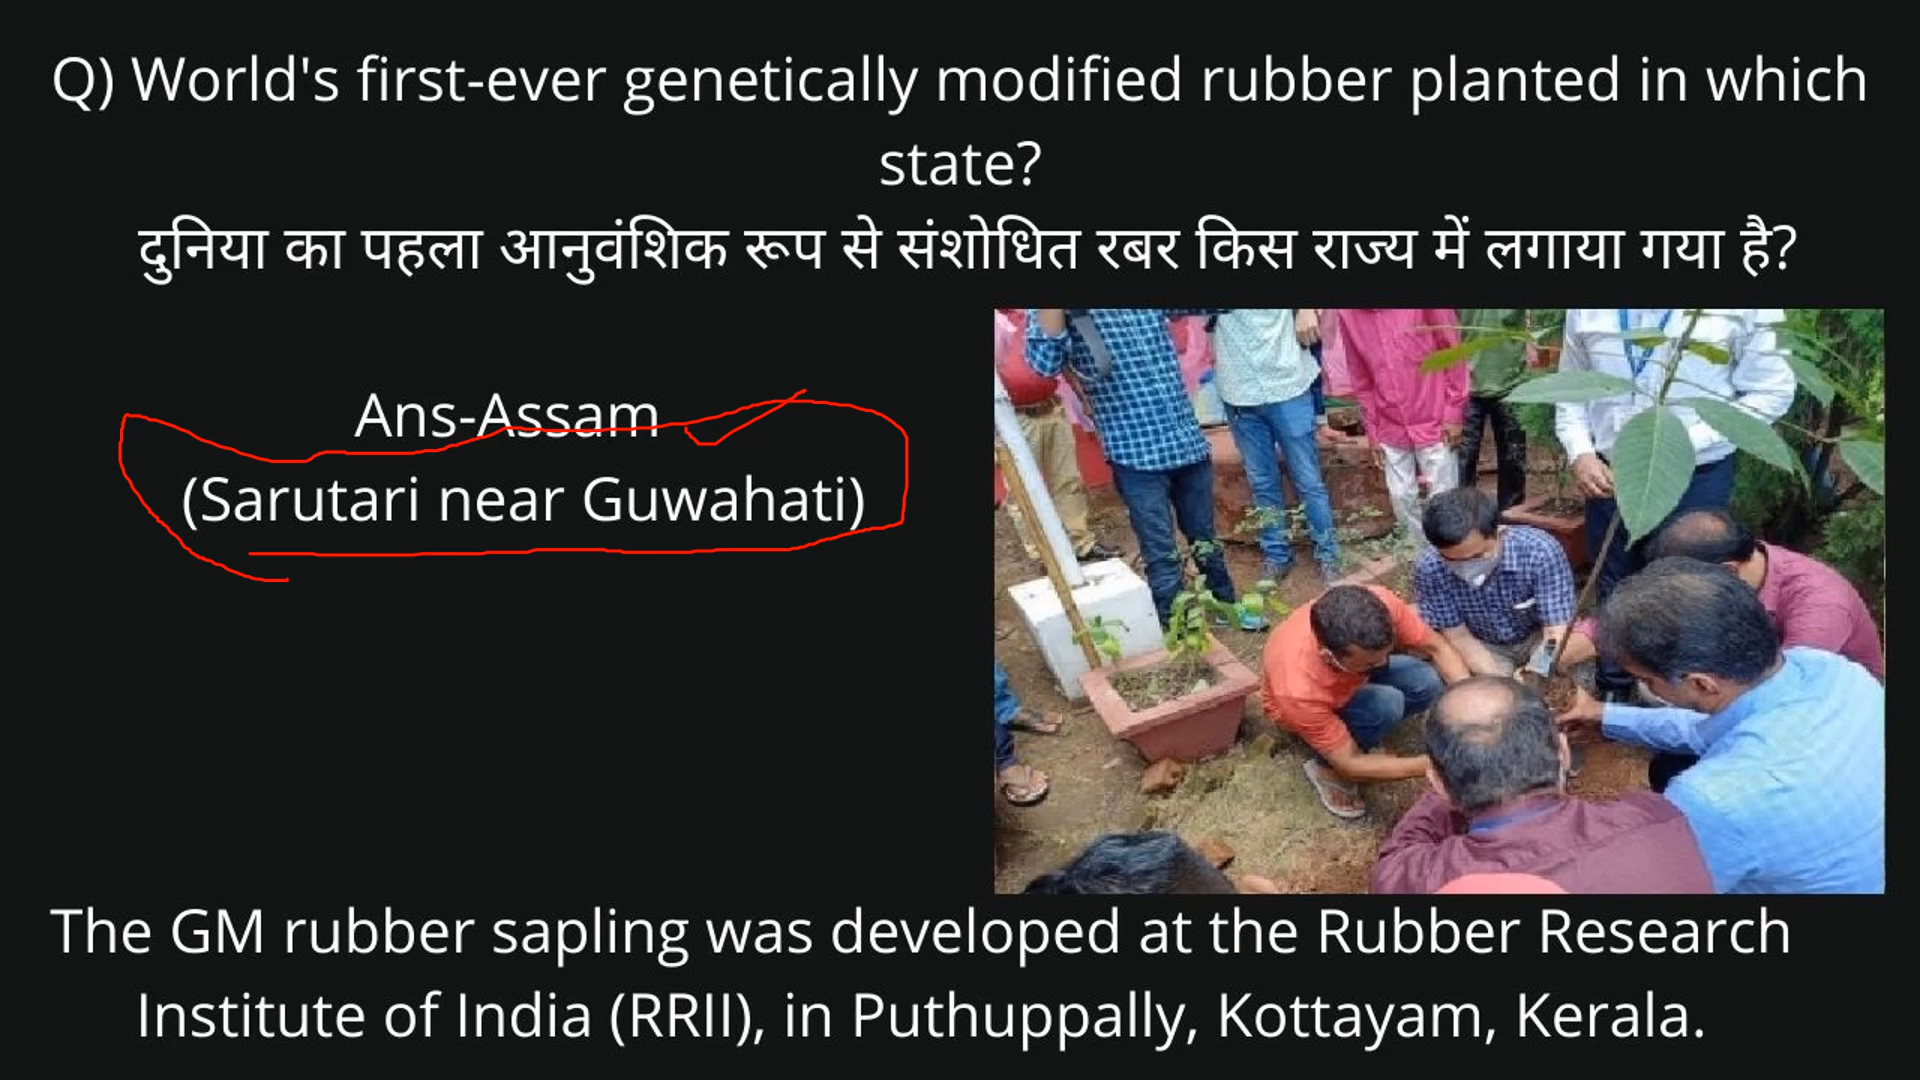 Q) World's first-ever genetically modified rubber planted in which
state?
दुनिया का पहला आनुवंशिक रूप से संशोधित रबर किस राज्य में लगाया गया है?
Ans-Assam
(Sarutari near Guwahati)
The GM rubber sapling was developed at the Rubber Research
Institute of India (RRII), in Puthuppally, Kottayam, Kerala.